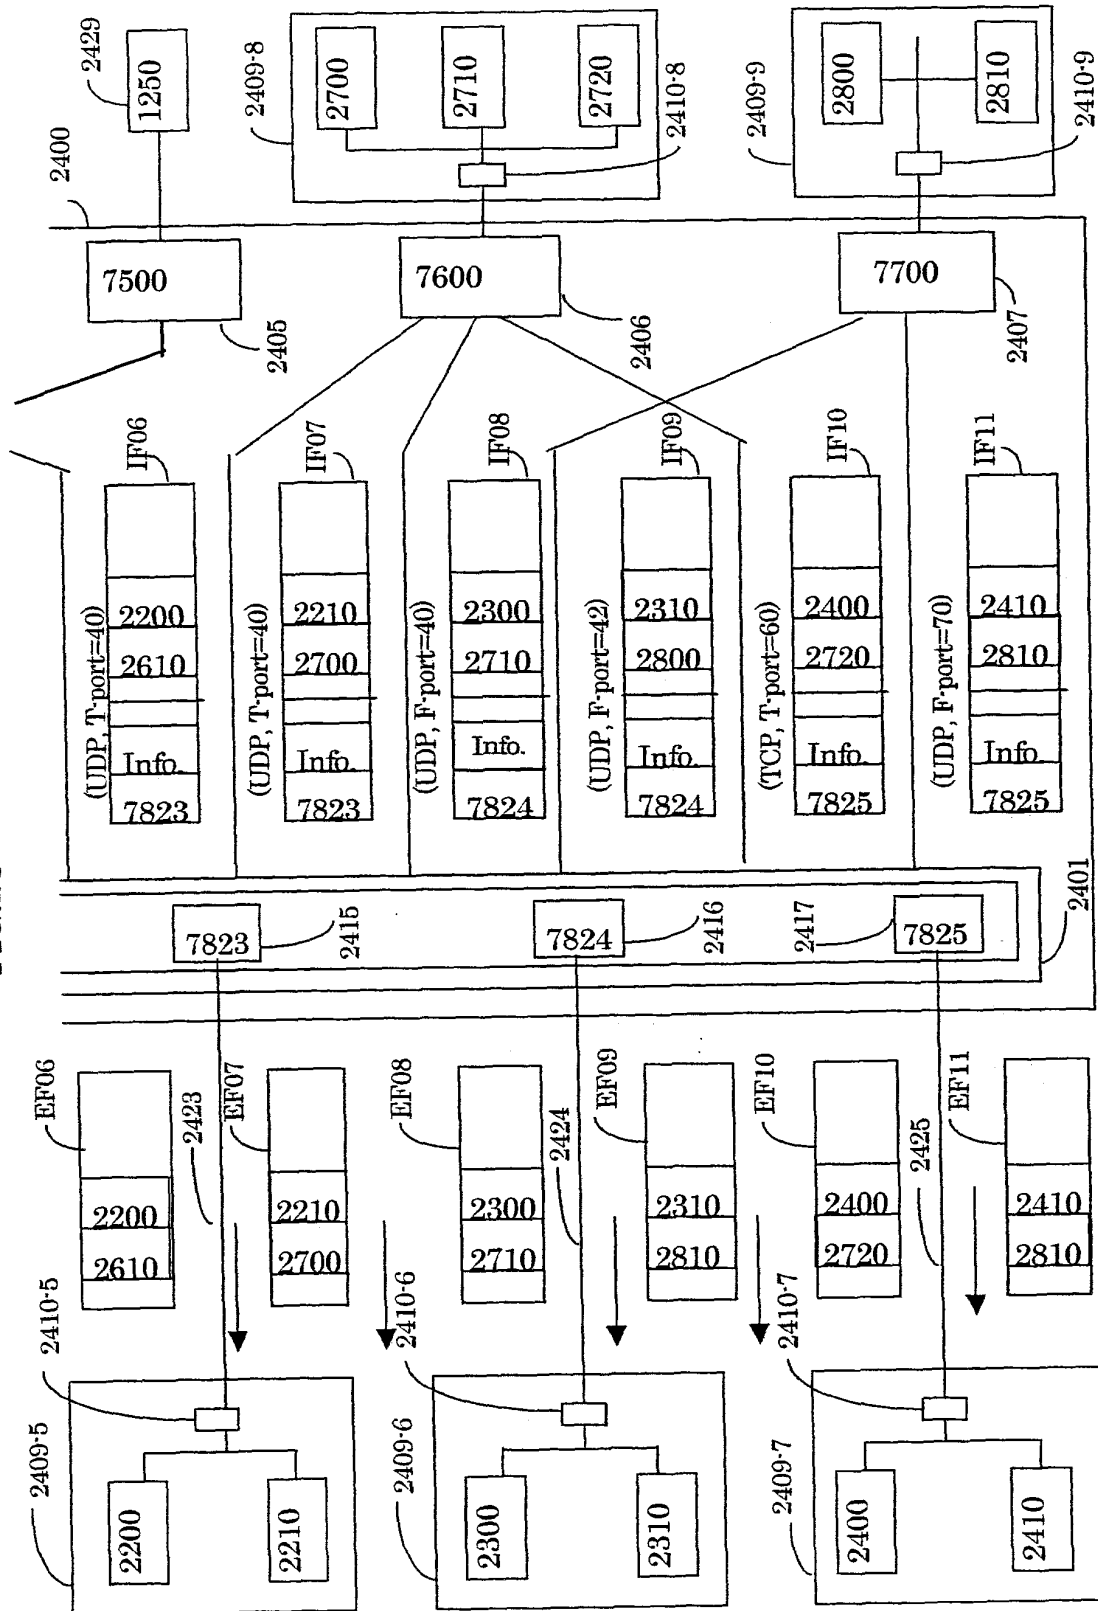 2429
1250
2400
2409-8
2700
2710
2720
2410-8
2409-9
2800
2810
2410-9
7500
2405
7600
2406
7700
2407
IF06
2200
2610
Info.
7823
(UDP, T-port=40)
IF07
2210
2700
Info.
7823
(UDP, T-port=40)
IF08
2300
2710
Info.
7824
(UDP, F-port=40)
IF09
2310
2800
Info.
7824
(UDP, F-port=42)
IF10
2400
2720
Info.
7825
(TCP, T-port=60)
IF11
2410
2810
Info.
7825
(UDP, F-port=70)
7823
2415
7824
2416
7825
2417
2401
EF06
2200
2610
2423
EF07
2210
2700
EF08
2300
2710
2424
EF09
2310
2810
EF10
2400
2720
2425
EF11
2410
2810
2409-5
2410-5
2200
2210
2409-6
2410-6
2300
2310
2409-7
2410-7
2400
2410